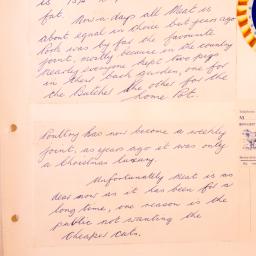 is 75% 
fat. Now-a-days all Meat is
about equal in choice but years ago
Pork was by far the favourite
joint, mostly because in the country
nearly everyone kept two pigs
in their back garden, one for
the Butcher the other for the
home Pot.
Poultry has now become a weekly
joint, as years ago it was only
a Christmas luxury.
Unfortunately Meat is as
dear now as it has been for a
long time, one reason is the
public not wanting the
Cheaper Cuts.